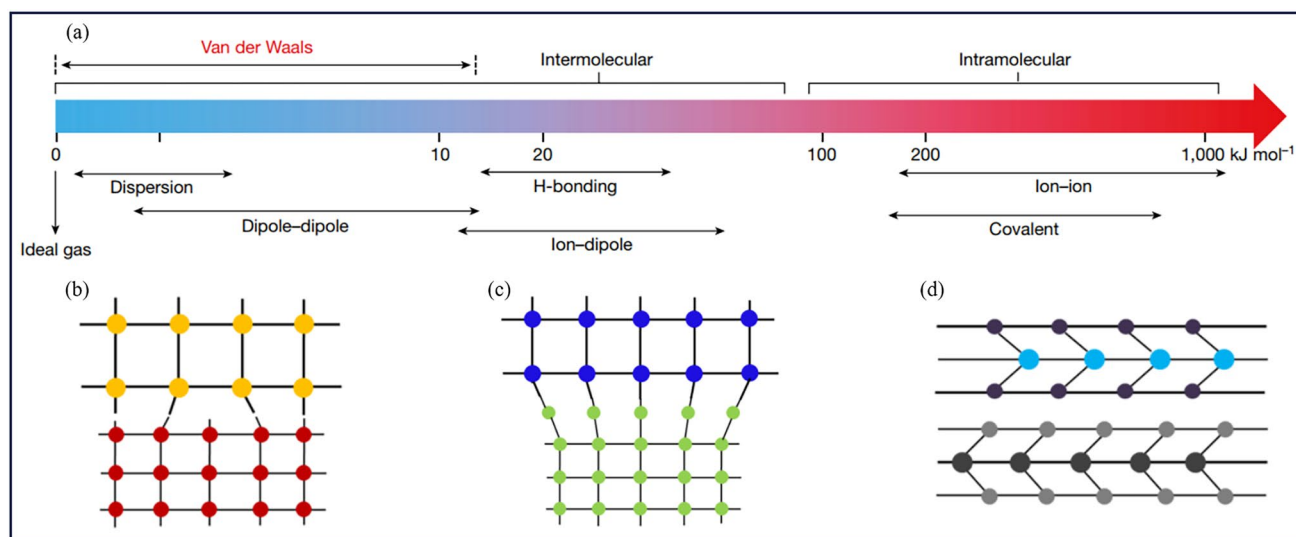 (a)
Van der Waals
Intermolecular
Intramolecular
0 10 20 100 200 1,000 kJ mol⁻¹
Dispersion
H-bonding
Ion–ion
Dipole–dipole
Ion–dipole
Covalent
Ideal gas
(b)
(c)
(d)